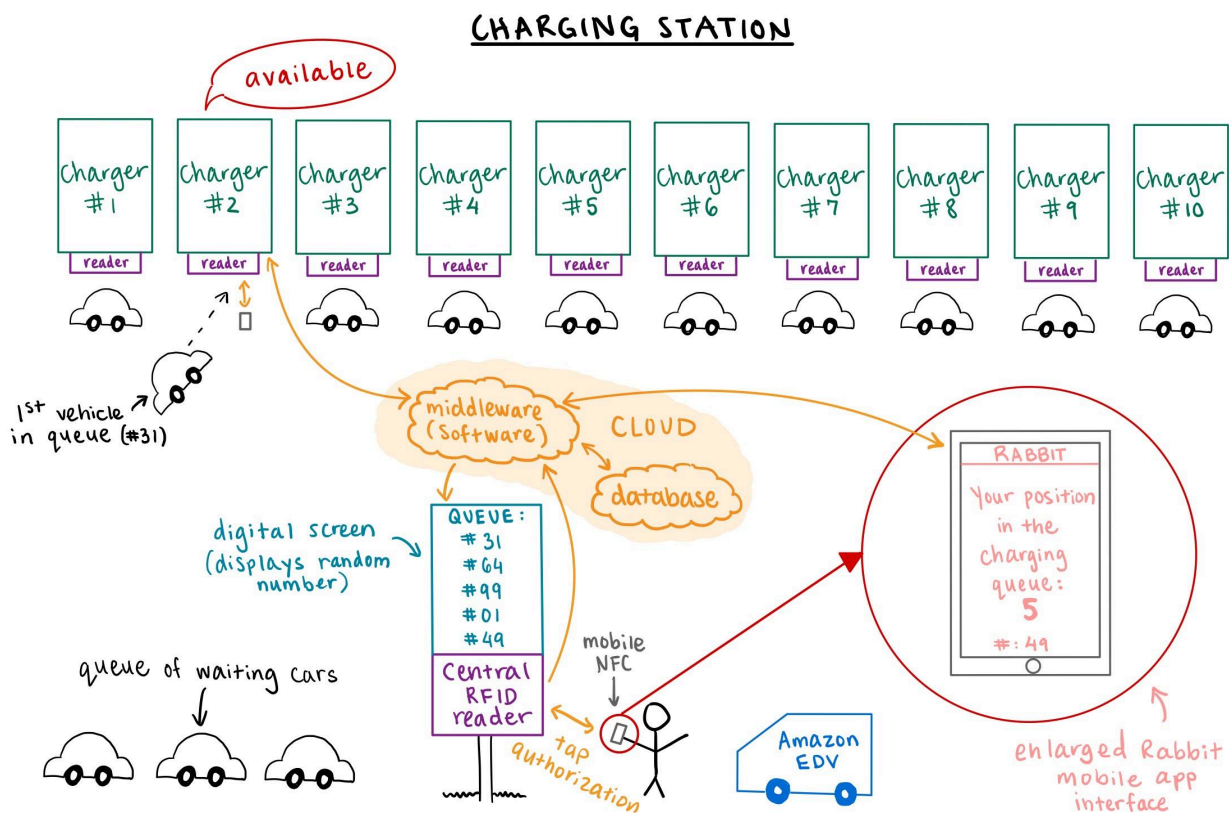 CHARGING STATION
available
Charger
#1
Charger
#2
Charger
#3
Charger
#4
Charger
#5
Charger
#6
Charger
#7
Charger
#8
Charger
#9
Charger
#10
reader
reader
reader
reader
reader
reader
reader
reader
reader
reader
1st vehicle
in queue (#31)
middleware
(software)
CLOUD
database
digital screen
(displays random
number)
QUEUE:
#31
#64
#99
#01
#49
Central
RFID
reader
mobile
NFC
tap
authorization
queue of waiting cars
Amazon
EDV
RABBIT
Your position
in the
charging
queue:
5
#: 49
enlarged Rabbit
mobile app
interface